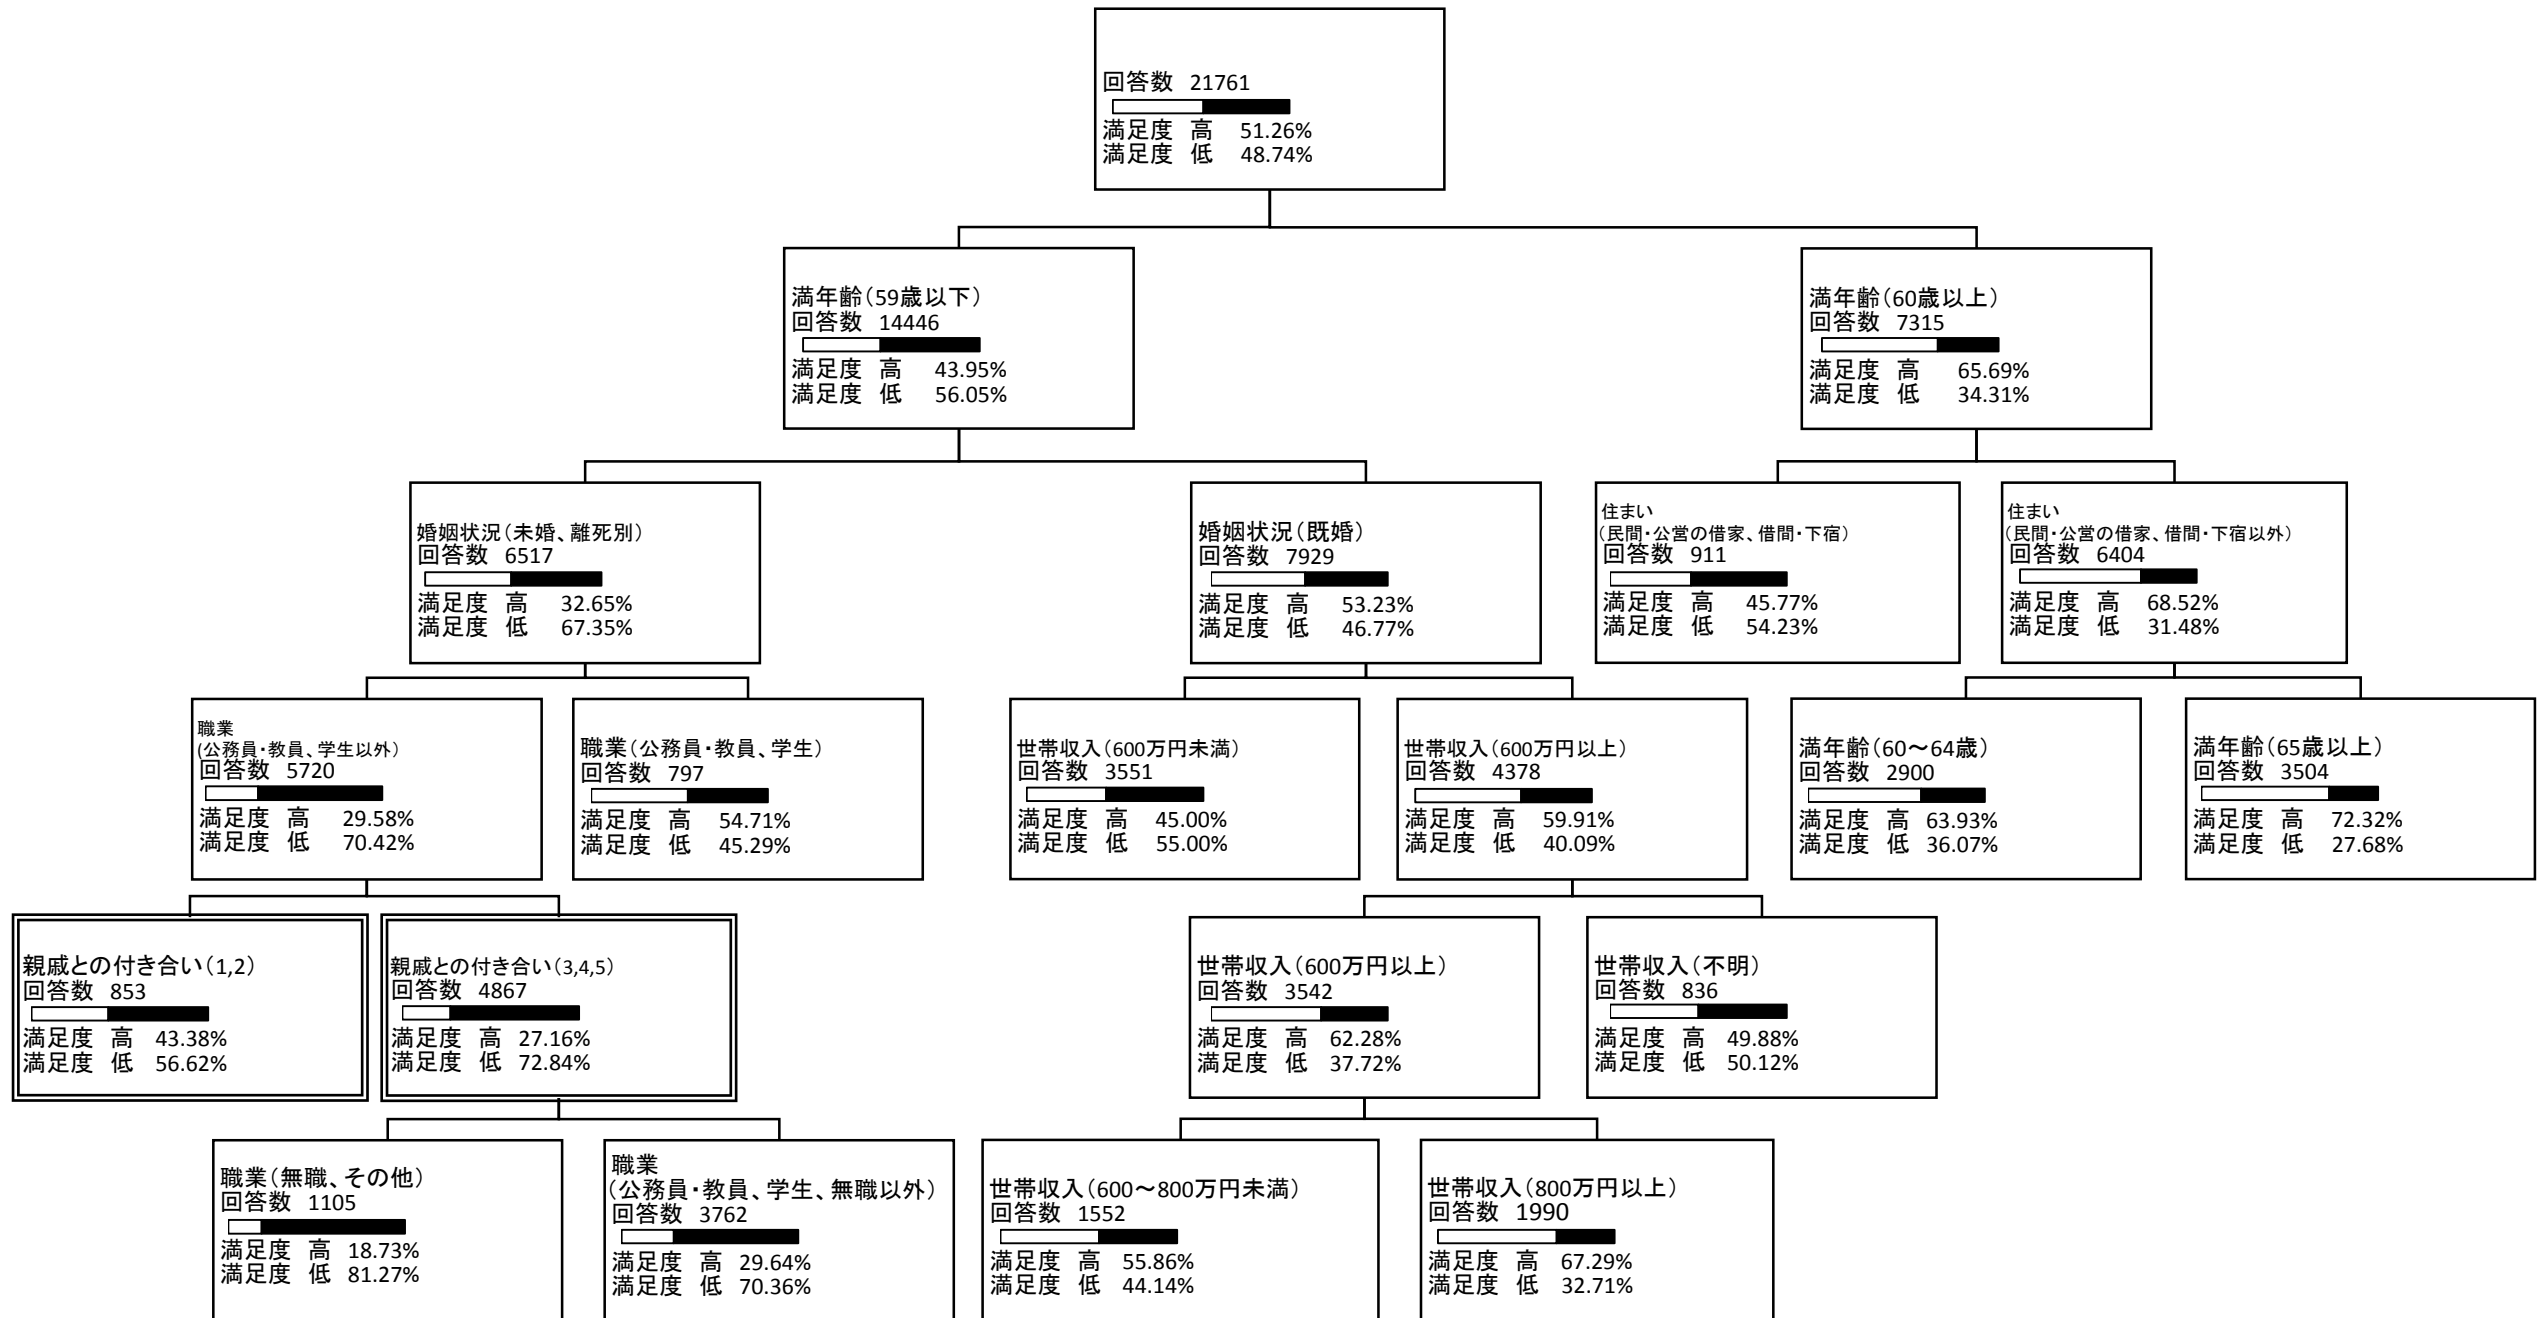 回答数 21761
満足度 高 51.26%
満足度 低 48.74%
満年齢(59歳以下)
回答数 14446
満足度 高 43.95%
満足度 低 56.05%
満年齢(60歳以上)
回答数 7315
満足度 高 65.69%
満足度 低 34.31%
婚姻状況(未婚、離死別)
回答数 6517
満足度 高 32.65%
満足度 低 67.35%
婚姻状況(既婚)
回答数 7929
満足度 高 53.23%
満足度 低 46.77%
住まい
(民間・公営の借家、借間・下宿)
回答数 911
満足度 高 45.77%
満足度 低 54.23%
住まい
(民間・公営の借家、借間・下宿以外)
回答数 6404
満足度 高 68.52%
満足度 低 31.48%
職業
(公務員・教員、学生以外)
回答数 5720
満足度 高 29.58%
満足度 低 70.42%
職業(公務員・教員、学生)
回答数 797
満足度 高 54.71%
満足度 低 45.29%
世帯収入(600万円未満)
回答数 3551
満足度 高 45.00%
満足度 低 55.00%
世帯収入(600万円以上)
回答数 4378
満足度 高 59.91%
満足度 低 40.09%
満年齢(60～64歳)
回答数 2900
満足度 高 63.93%
満足度 低 36.07%
満年齢(65歳以上)
回答数 3504
満足度 高 72.32%
満足度 低 27.68%
親戚との付き合い(1,2)
回答数 853
満足度 高 43.38%
満足度 低 56.62%
親戚との付き合い(3,4,5)
回答数 4867
満足度 高 27.16%
満足度 低 72.84%
世帯収入(600万円以上)
回答数 3542
満足度 高 62.28%
満足度 低 37.72%
世帯収入(不明)
回答数 836
満足度 高 49.88%
満足度 低 50.12%
職業(無職、その他)
回答数 1105
満足度 高 18.73%
満足度 低 81.27%
職業
(公務員・教員、学生、無職以外)
回答数 3762
満足度 高 29.64%
満足度 低 70.36%
世帯収入(600～800万円未満)
回答数 1552
満足度 高 55.86%
満足度 低 44.14%
世帯収入(800万円以上)
回答数 1990
満足度 高 67.29%
満足度 低 32.71%